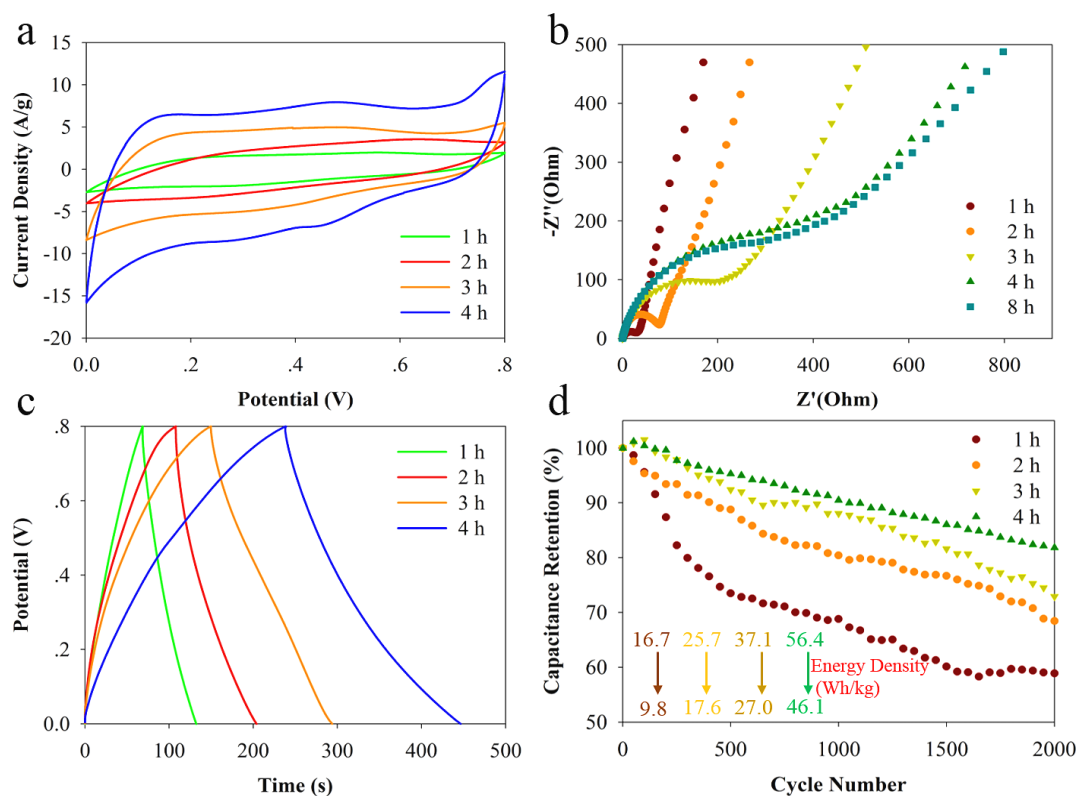 a
Current Density (A/g)
15
10
5
0
-5
-10
-15
-20
0.0 .2 .4 .6 .8
Potential (V)
1 h
2 h
3 h
4 h
b
-Z''(Ohm)
500
400
300
200
100
0
0 200 400 600 800
Z'(Ohm)
1 h
2 h
3 h
4 h
8 h
c
Potential (V)
.8
.6
.4
.2
0.0
0 100 200 300 400 500
Time (s)
1 h
2 h
3 h
4 h
d
Capacitance Retention (%)
100
90
80
70
60
50
0 500 1000 1500 2000
Cycle Number
1 h
2 h
3 h
4 h
16.7 25.7 37.1 56.4
Energy Density
(Wh/kg)
9.8 17.6 27.0 46.1